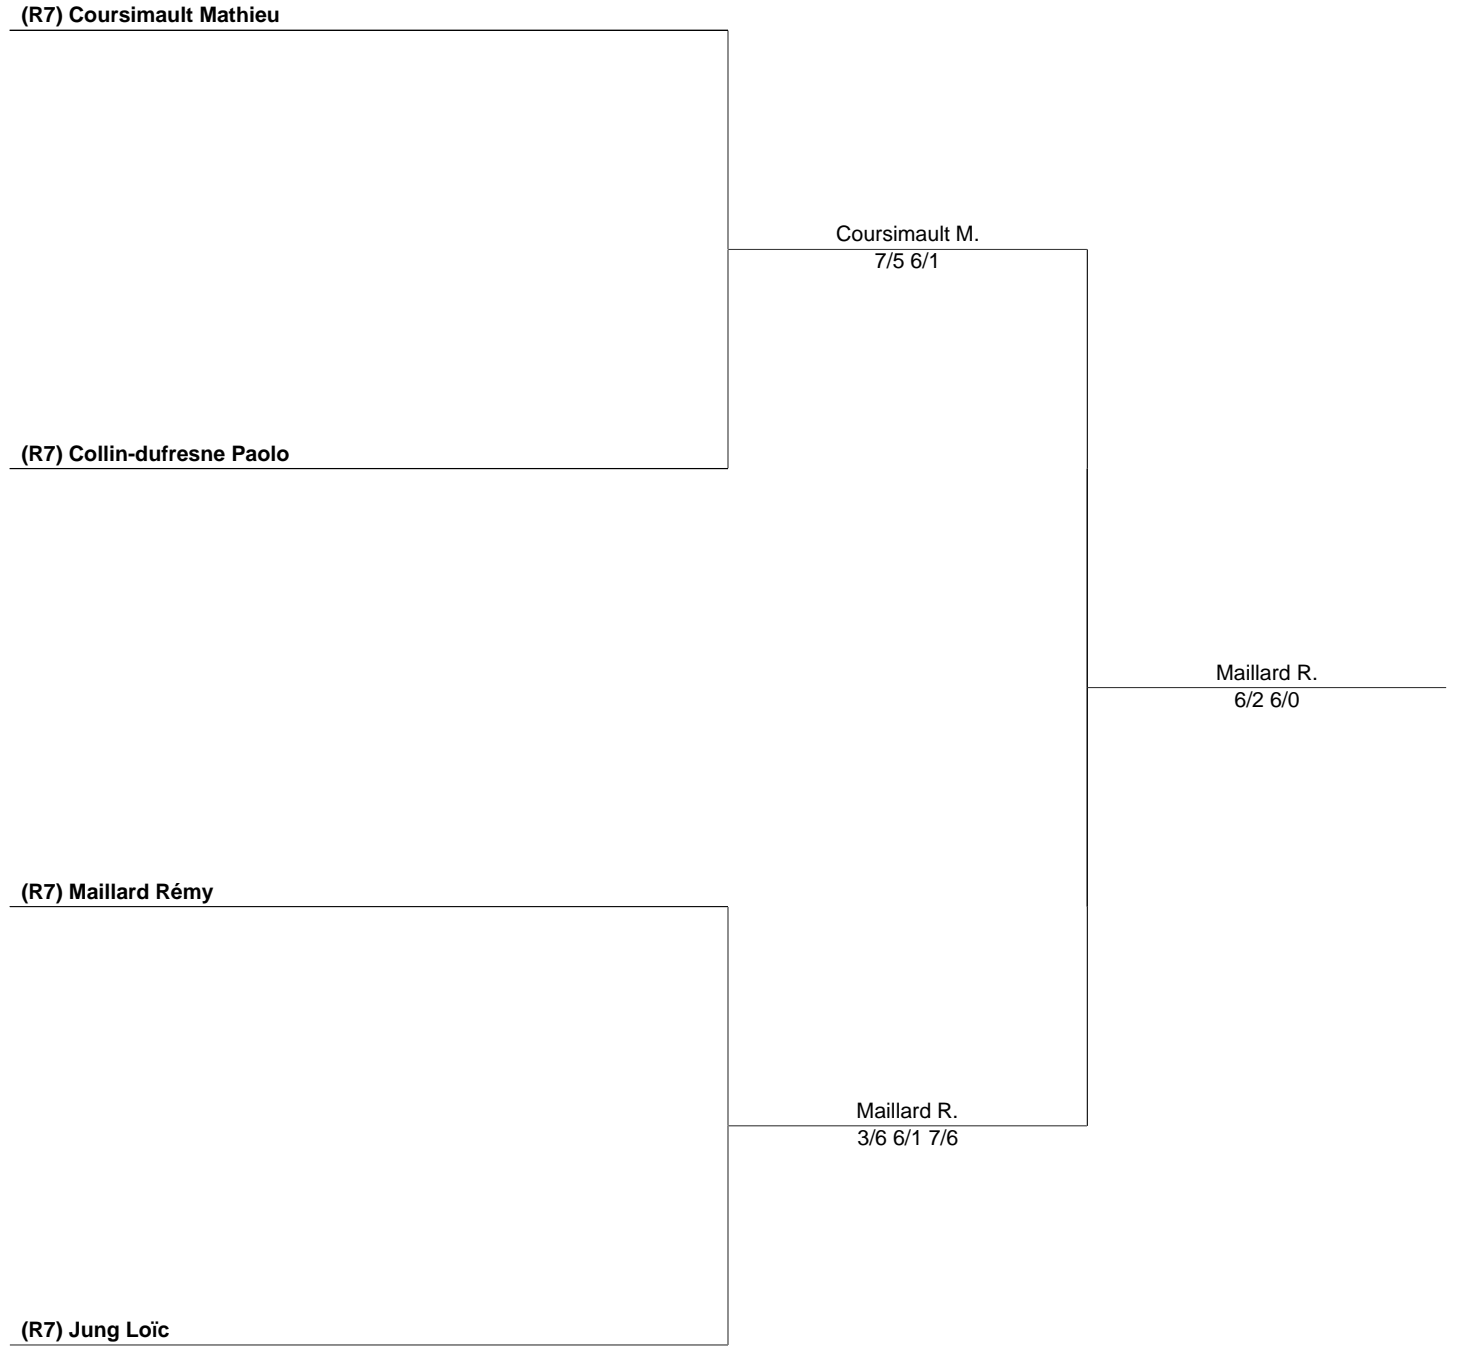 (R7) Coursimault Mathieu
Coursimault M.
7/5 6/1
(R7) Collin-dufresne Paolo
Maillard R.
6/2 6/0
(R7) Maillard Rémy
Maillard R.
3/6 6/1 7/6
(R7) Jung Loïc